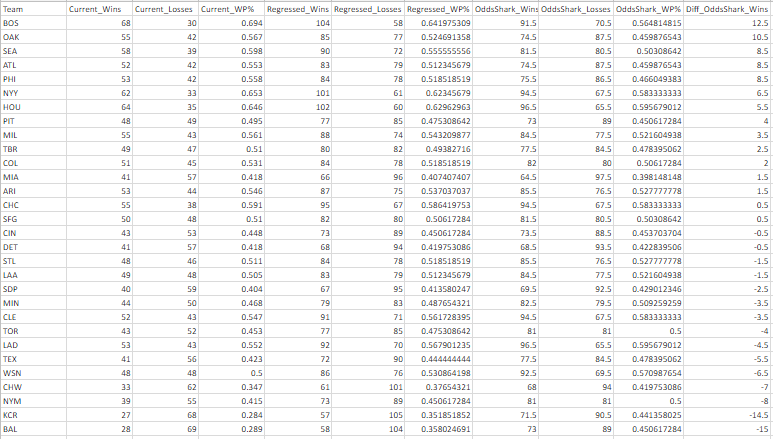 Team Current_Wins Current_Losses Current_WP% Regressed_Wins Regressed_Losses Regressed_WP% OddsShark_Wins OddsShark_Losses OddsShark_WP% Diff_OddsShark_Wins
BOS 68 30 0.694 104 58 0.641975309 91.5 70.5 0.564814815 12.5
OAK 55 42 0.567 85 77 0.524691358 74.5 87.5 0.459876543 10.5
SEA 58 39 0.598 90 72 0.555555556 81.5 80.5 0.50308642 8.5
ATL 52 42 0.553 83 79 0.512345679 74.5 87.5 0.459876543 8.5
PHI 53 42 0.558 84 78 0.518518519 75.5 86.5 0.466049383 8.5
NYY 62 33 0.653 101 61 0.62345679 94.5 67.5 0.583333333 6.5
HOU 64 35 0.646 102 60 0.62962963 96.5 65.5 0.595679012 5.5
PIT 48 49 0.495 77 85 0.475308642 73 89 0.450617284 4
MIL 55 43 0.561 88 74 0.543209877 84.5 77.5 0.521604938 3.5
TBR 49 47 0.51 80 82 0.49382716 77.5 84.5 0.478395062 2.5
COL 51 45 0.531 84 78 0.518518519 82 80 0.50617284 2
MIA 41 57 0.418 66 96 0.407407407 64.5 97.5 0.398148148 1.5
ARI 53 44 0.546 87 75 0.537037037 85.5 76.5 0.527777778 1.5
CHC 55 38 0.591 95 67 0.586419753 94.5 67.5 0.583333333 0.5
SFG 50 48 0.51 82 80 0.50617284 81.5 80.5 0.50308642 0.5
CIN 43 53 0.448 73 89 0.450617284 73.5 88.5 0.453703704 -0.5
DET 41 57 0.418 68 94 0.419753086 68.5 93.5 0.422839506 -0.5
STL 48 46 0.511 84 78 0.518518519 85.5 76.5 0.527777778 -1.5
LAA 49 48 0.505 83 79 0.512345679 84.5 77.5 0.521604938 -1.5
SDP 40 59 0.404 67 95 0.413580247 69.5 92.5 0.429012346 -2.5
MIN 44 50 0.468 79 83 0.487654321 82.5 79.5 0.509259259 -3.5
CLE 52 43 0.547 91 71 0.561728395 94.5 67.5 0.583333333 -3.5
TOR 43 52 0.453 77 85 0.475308642 81 81 0.5 -4
LAD 53 43 0.552 92 70 0.567901235 96.5 65.5 0.595679012 -4.5
TEX 41 56 0.423 72 90 0.444444444 77.5 84.5 0.478395062 -5.5
WSN 48 48 0.5 86 76 0.530864198 92.5 69.5 0.570987654 -6.5
CHW 33 62 0.347 61 101 0.37654321 68 94 0.419753086 -7
NYM 39 55 0.415 73 89 0.450617284 81 81 0.5 -8
KCR 27 68 0.284 57 105 0.351851852 71.5 90.5 0.441358025 -14.5
BAL 28 69 0.289 58 104 0.358024691 73 89 0.450617284 -15